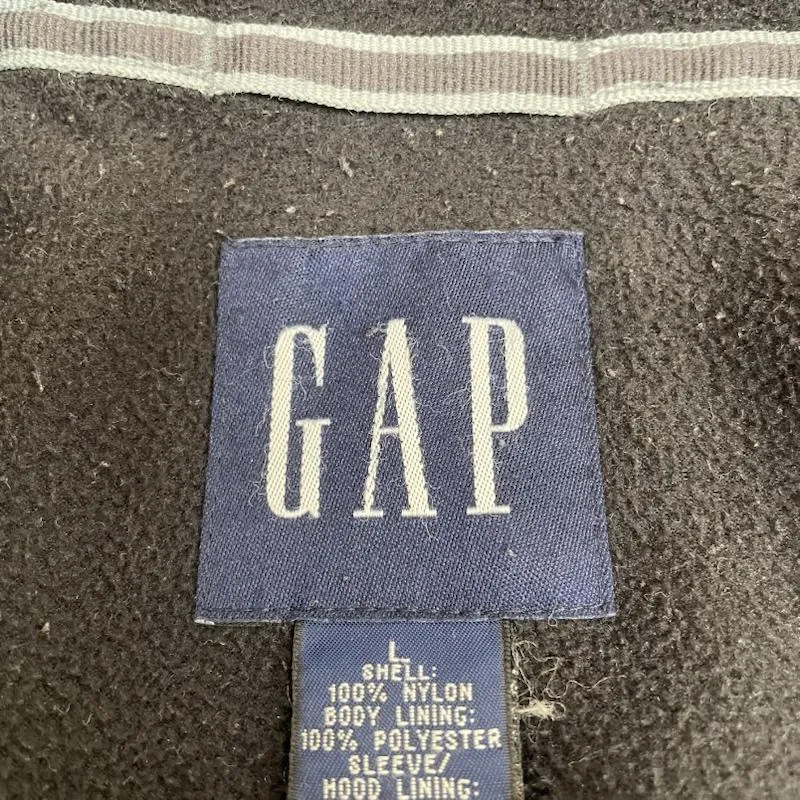 GAP
L
SHELL:
100% NYLON
BODY LINING:
100% POLYESTER
SLEEVE/
HOOD LINING: